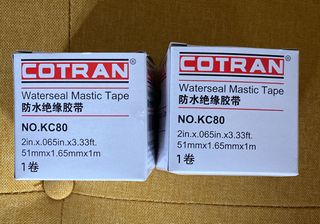 COTRAN®
Waterseal Mastic Tape
防水绝缘胶带
NO.KC80
2in.x.065in.x3.33ft.
51mmx1.65mmx1m
1卷
COTRAN®
Waterseal Mastic Tape
防水绝缘胶带
NO.KC80
2in.x.065in.x3.33ft.
51mmx1.65mmx1m
1卷